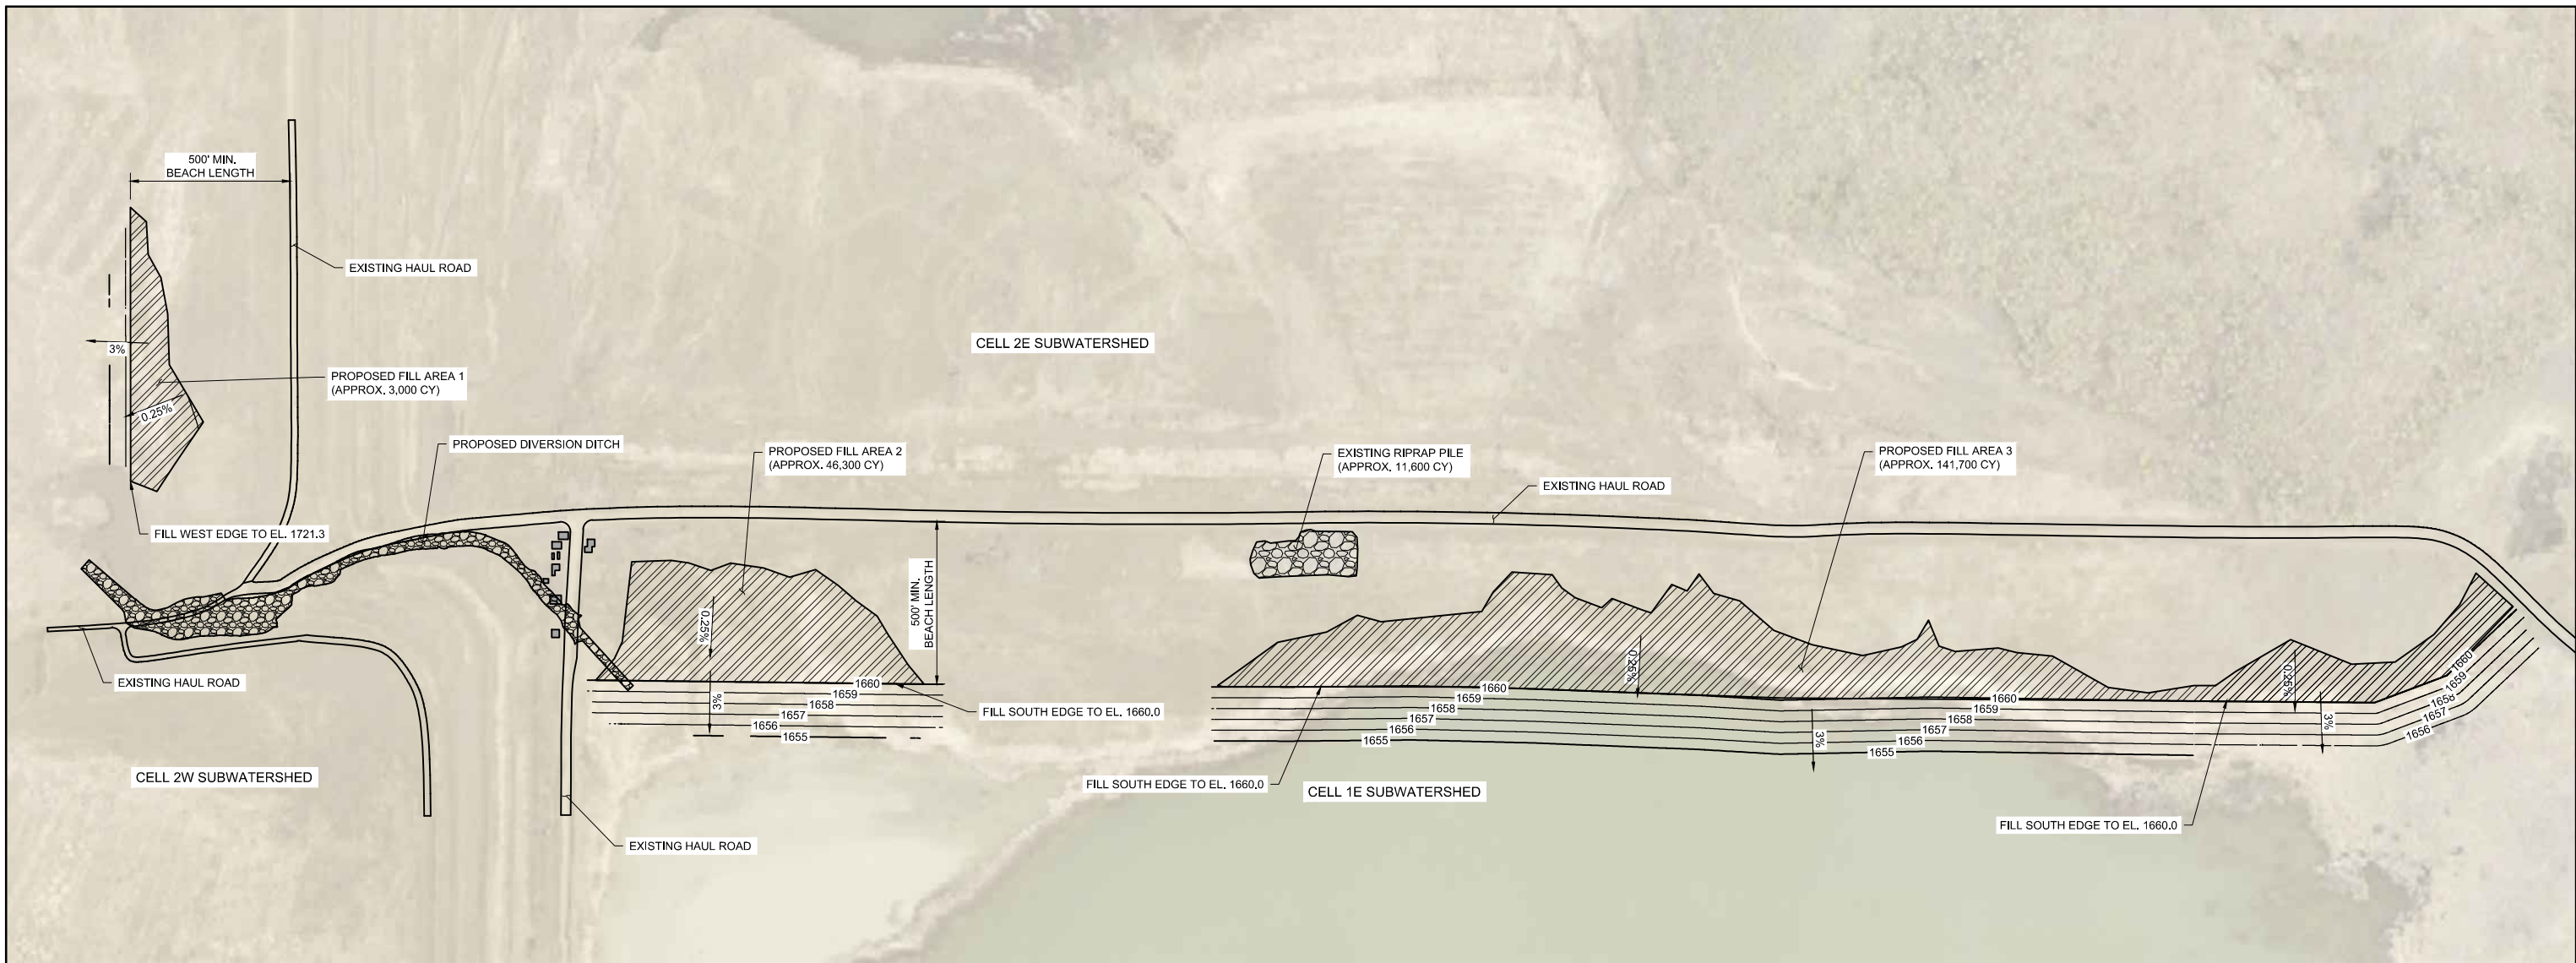 500' MIN.
BEACH LENGTH
EXISTING HAUL ROAD
3%
PROPOSED FILL AREA 1
(APPROX. 3,000 CY)
0.25%
CELL 2E SUBWATERSHED
PROPOSED DIVERSION DITCH
PROPOSED FILL AREA 2
(APPROX. 46,300 CY)
EXISTING RIPRAP PILE
(APPROX. 11,600 CY)
PROPOSED FILL AREA 3
(APPROX. 141,700 CY)
EXISTING HAUL ROAD
FILL WEST EDGE TO EL. 1721.3
500' MIN.
BEACH LENGTH
0.25%
0.25%
0.25%
EXISTING HAUL ROAD
3%
1660
1659
1658
1657
1656
1655
FILL SOUTH EDGE TO EL. 1660.0
1660
1659
1658
1657
1656
1655
1660
1659
1658
1657
1656
1655
3%
3%
1660
1659
1658
1657
1656
CELL 2W SUBWATERSHED
FILL SOUTH EDGE TO EL. 1660.0
CELL 1E SUBWATERSHED
FILL SOUTH EDGE TO EL. 1660.0
EXISTING HAUL ROAD